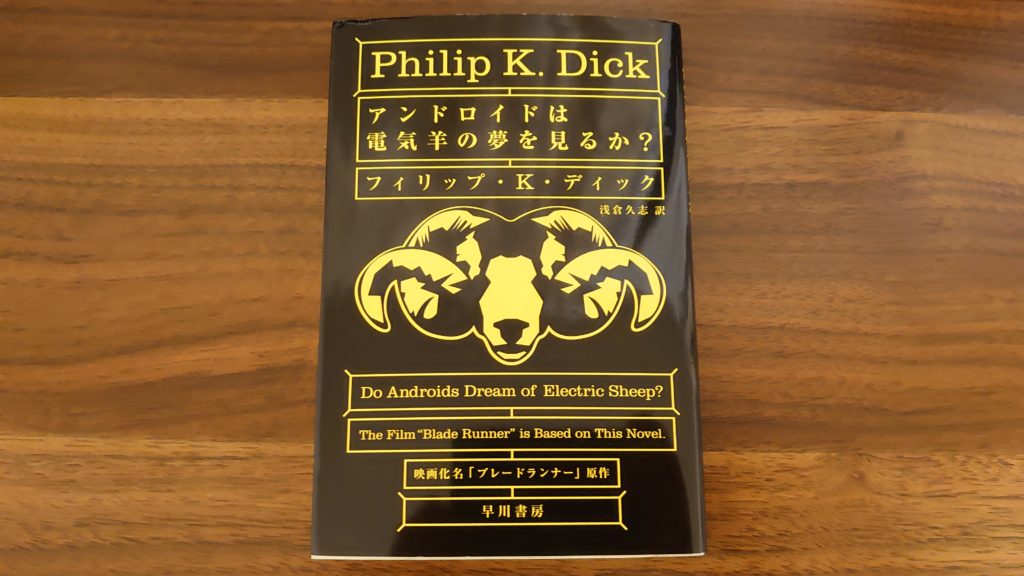 Philip K. Dick
アンドロイドは
電気羊の夢を見るか?
フィリップ・K・ディック
浅倉久志 訳
Do Androids Dream of Electric Sheep?
The Film “Blade Runner” is Based on This Novel.
映画化名「ブレードランナー」原作
早川書房